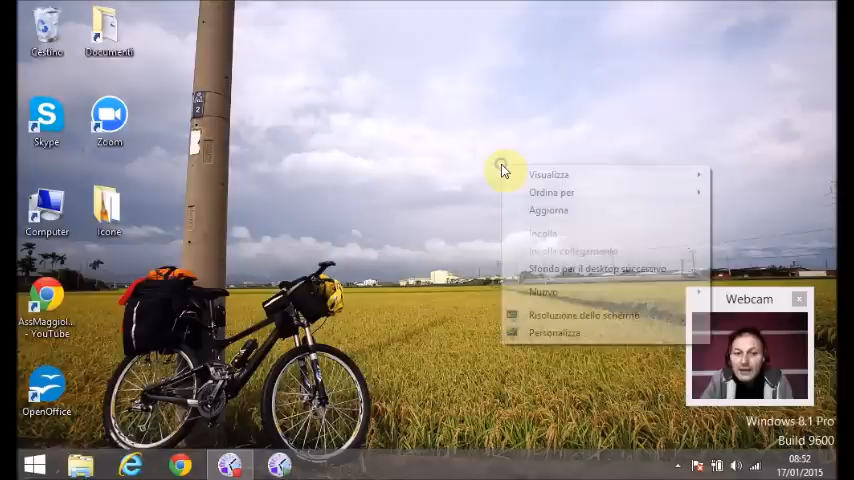 Cestino
Documenti
Skype
Zoom
Computer
Icone
AssMaggiol...
- YouTube
OpenOffice
2
Visualizza
Ordina per
Aggiorna
Incolla
Incolla collegamento
Sfondo per il desktop successivo
Nuovo
Risoluzione dello schermo
Personalizza
Webcam
Windows 8.1 Pro
Build 9600
08:52
17/01/2015